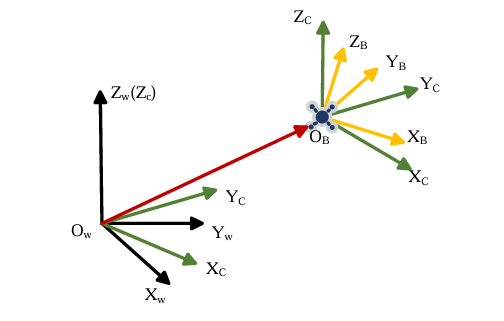 Z_C
Z_B
Y_B
Y_C
Z_w(Z_c)
O_B
X_B
X_C
Y_C
O_w
Y_w
X_C
X_w